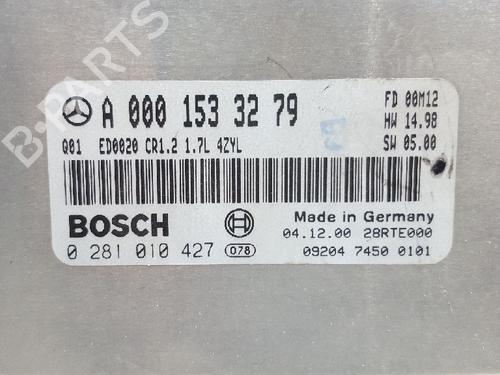 B-PARTS
A 000 153 32 79
FD 00M12
HW 14.98
SW 05.00
Q01 ED0020 CR1.2 1.7L 4ZYL
BOSCH
Made in Germany
0 281 010 427 078
04.12.00 28RTE000
09204 7450 0101